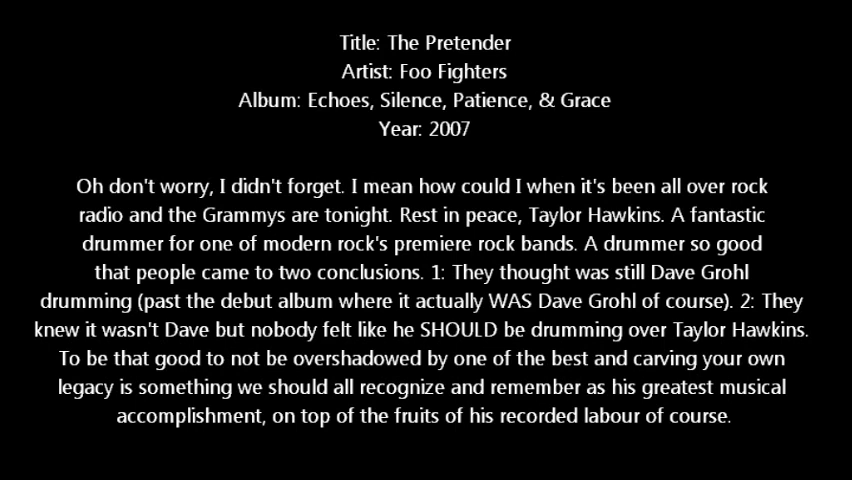 Title: The Pretender
Artist: Foo Fighters
Album: Echoes, Silence, Patience, & Grace
Year: 2007
Oh don't worry, I didn't forget. I mean how could I when it's been all over rock
radio and the Grammys are tonight. Rest in peace, Taylor Hawkins. A fantastic
drummer for one of modern rock's premiere rock bands. A drummer so good
that people came to two conclusions. 1: They thought was still Dave Grohl
drumming (past the debut album where it actually WAS Dave Grohl of course). 2: They
knew it wasn't Dave but nobody felt like he SHOULD be drumming over Taylor Hawkins.
To be that good to not be overshadowed by one of the best and carving your own
legacy is something we should all recognize and remember as his greatest musical
accomplishment, on top of the fruits of his recorded labour of course.